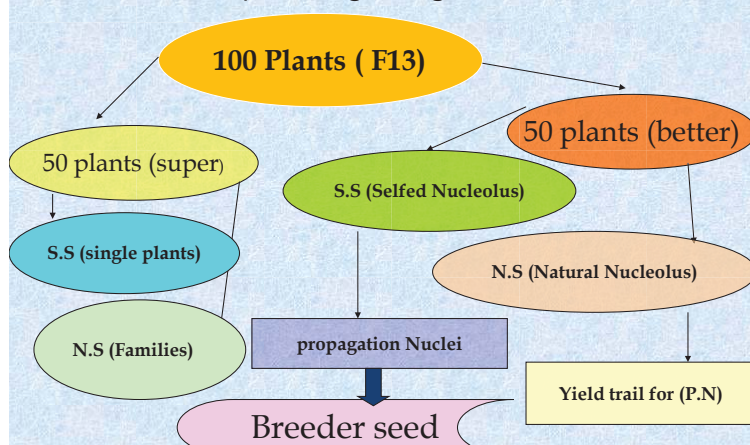 100 Plants ( F13)
50 plants (super)
50 plants (better)
S.S (Selfed Nucleolus)
S.S (single plants)
N.S (Natural Nucleolus)
N.S (Families)
propagation Nuclei
Yield trail for (P.N)
Breeder seed